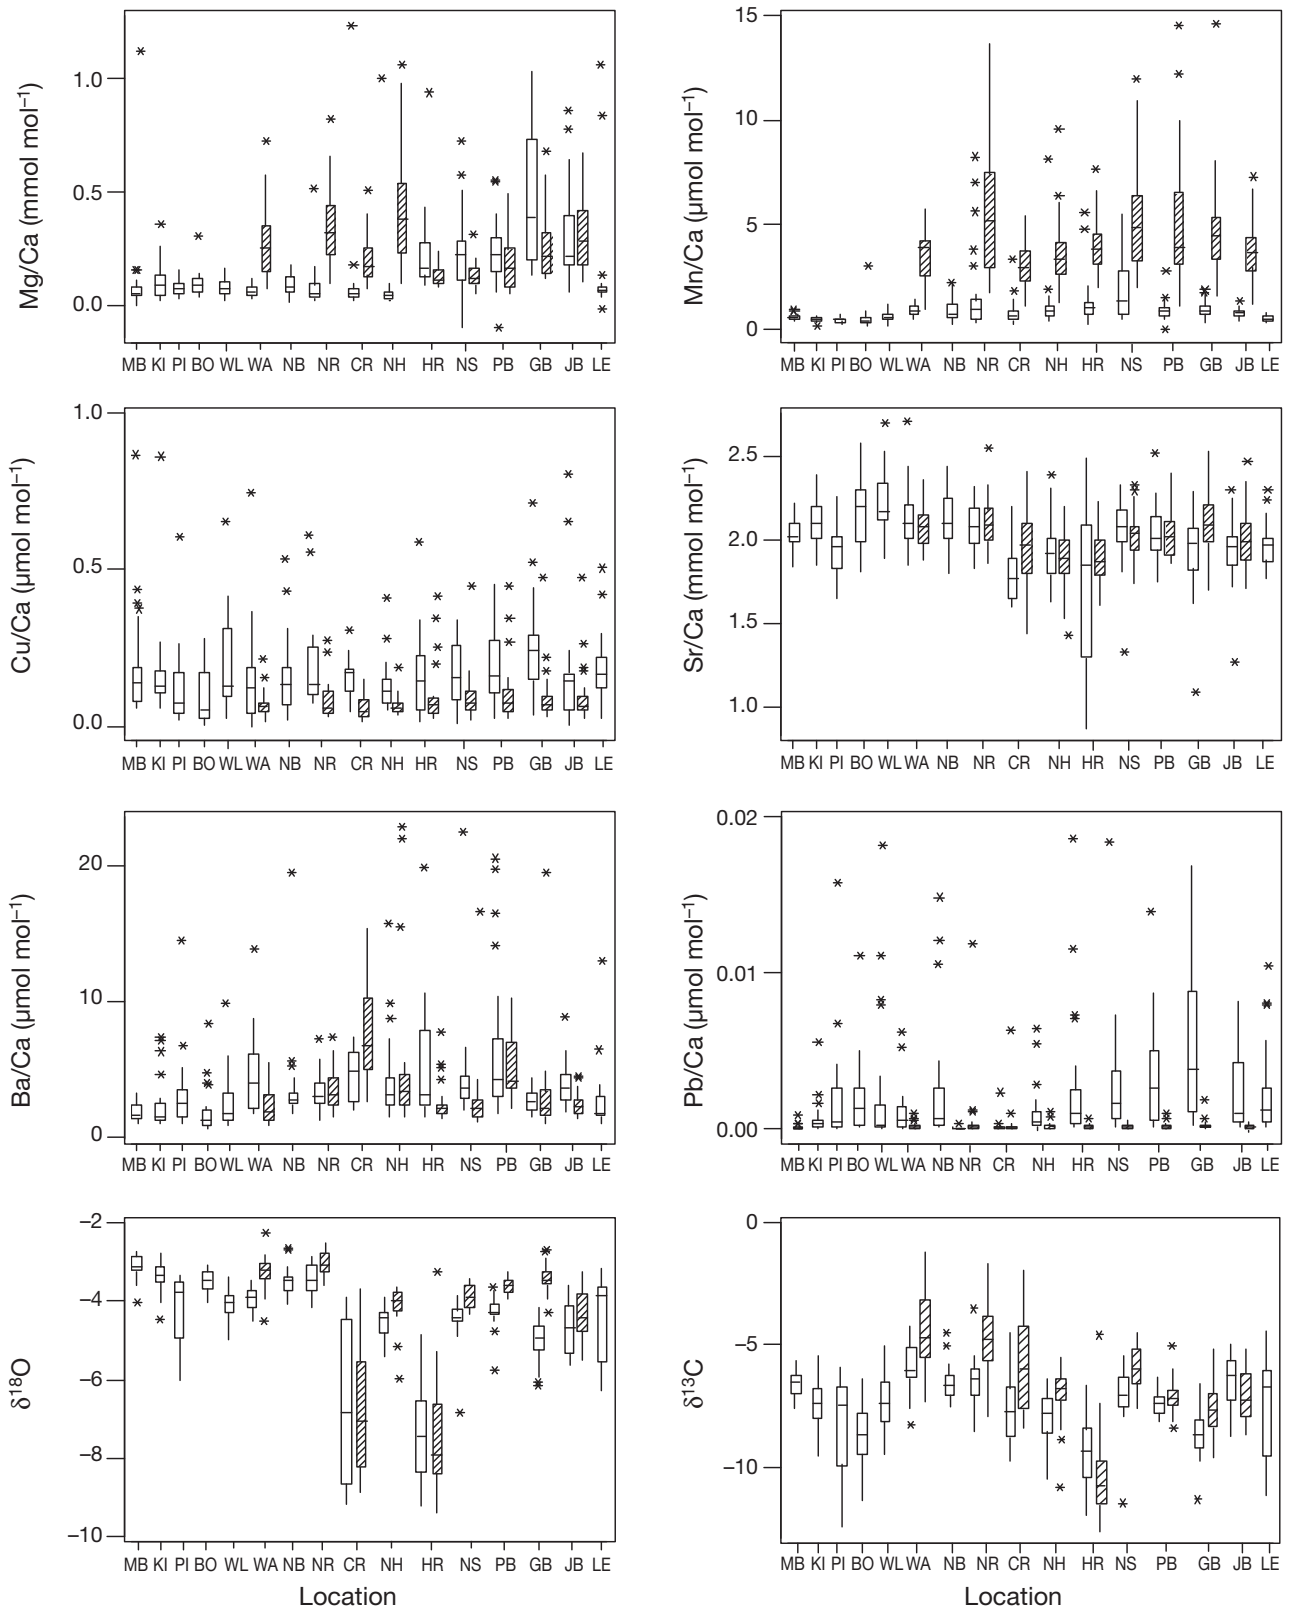 Mg/Ca (mmol mol⁻¹)
1.0
0.5
0.0
MB KI PI BO WL WA NB NR CR NH HR NS PB GB JB LE
Mn/Ca (µmol mol⁻¹)
15
10
5
0
MB KI PI BO WL WA NB NR CR NH HR NS PB GB JB LE
Cu/Ca (µmol mol⁻¹)
1.0
0.5
0.0
MB KI PI BO WL WA NB NR CR NH HR NS PB GB JB LE
Sr/Ca (mmol mol⁻¹)
2.5
2.0
1.5
1.0
MB KI PI BO WL WA NB NR CR NH HR NS PB GB JB LE
Ba/Ca (µmol mol⁻¹)
20
10
0
MB KI PI BO WL WA NB NR CR NH HR NS PB GB JB LE
Pb/Ca (µmol mol⁻¹)
0.02
0.01
0.00
MB KI PI BO WL WA NB NR CR NH HR NS PB GB JB LE
δ¹⁸O
−2
−4
−6
−8
−10
MB KI PI BO WL WA NB NR CR NH HR NS PB GB JB LE
Location
δ¹³C
0
−5
−10
MB KI PI BO WL WA NB NR CR NH HR NS PB GB JB LE
Location